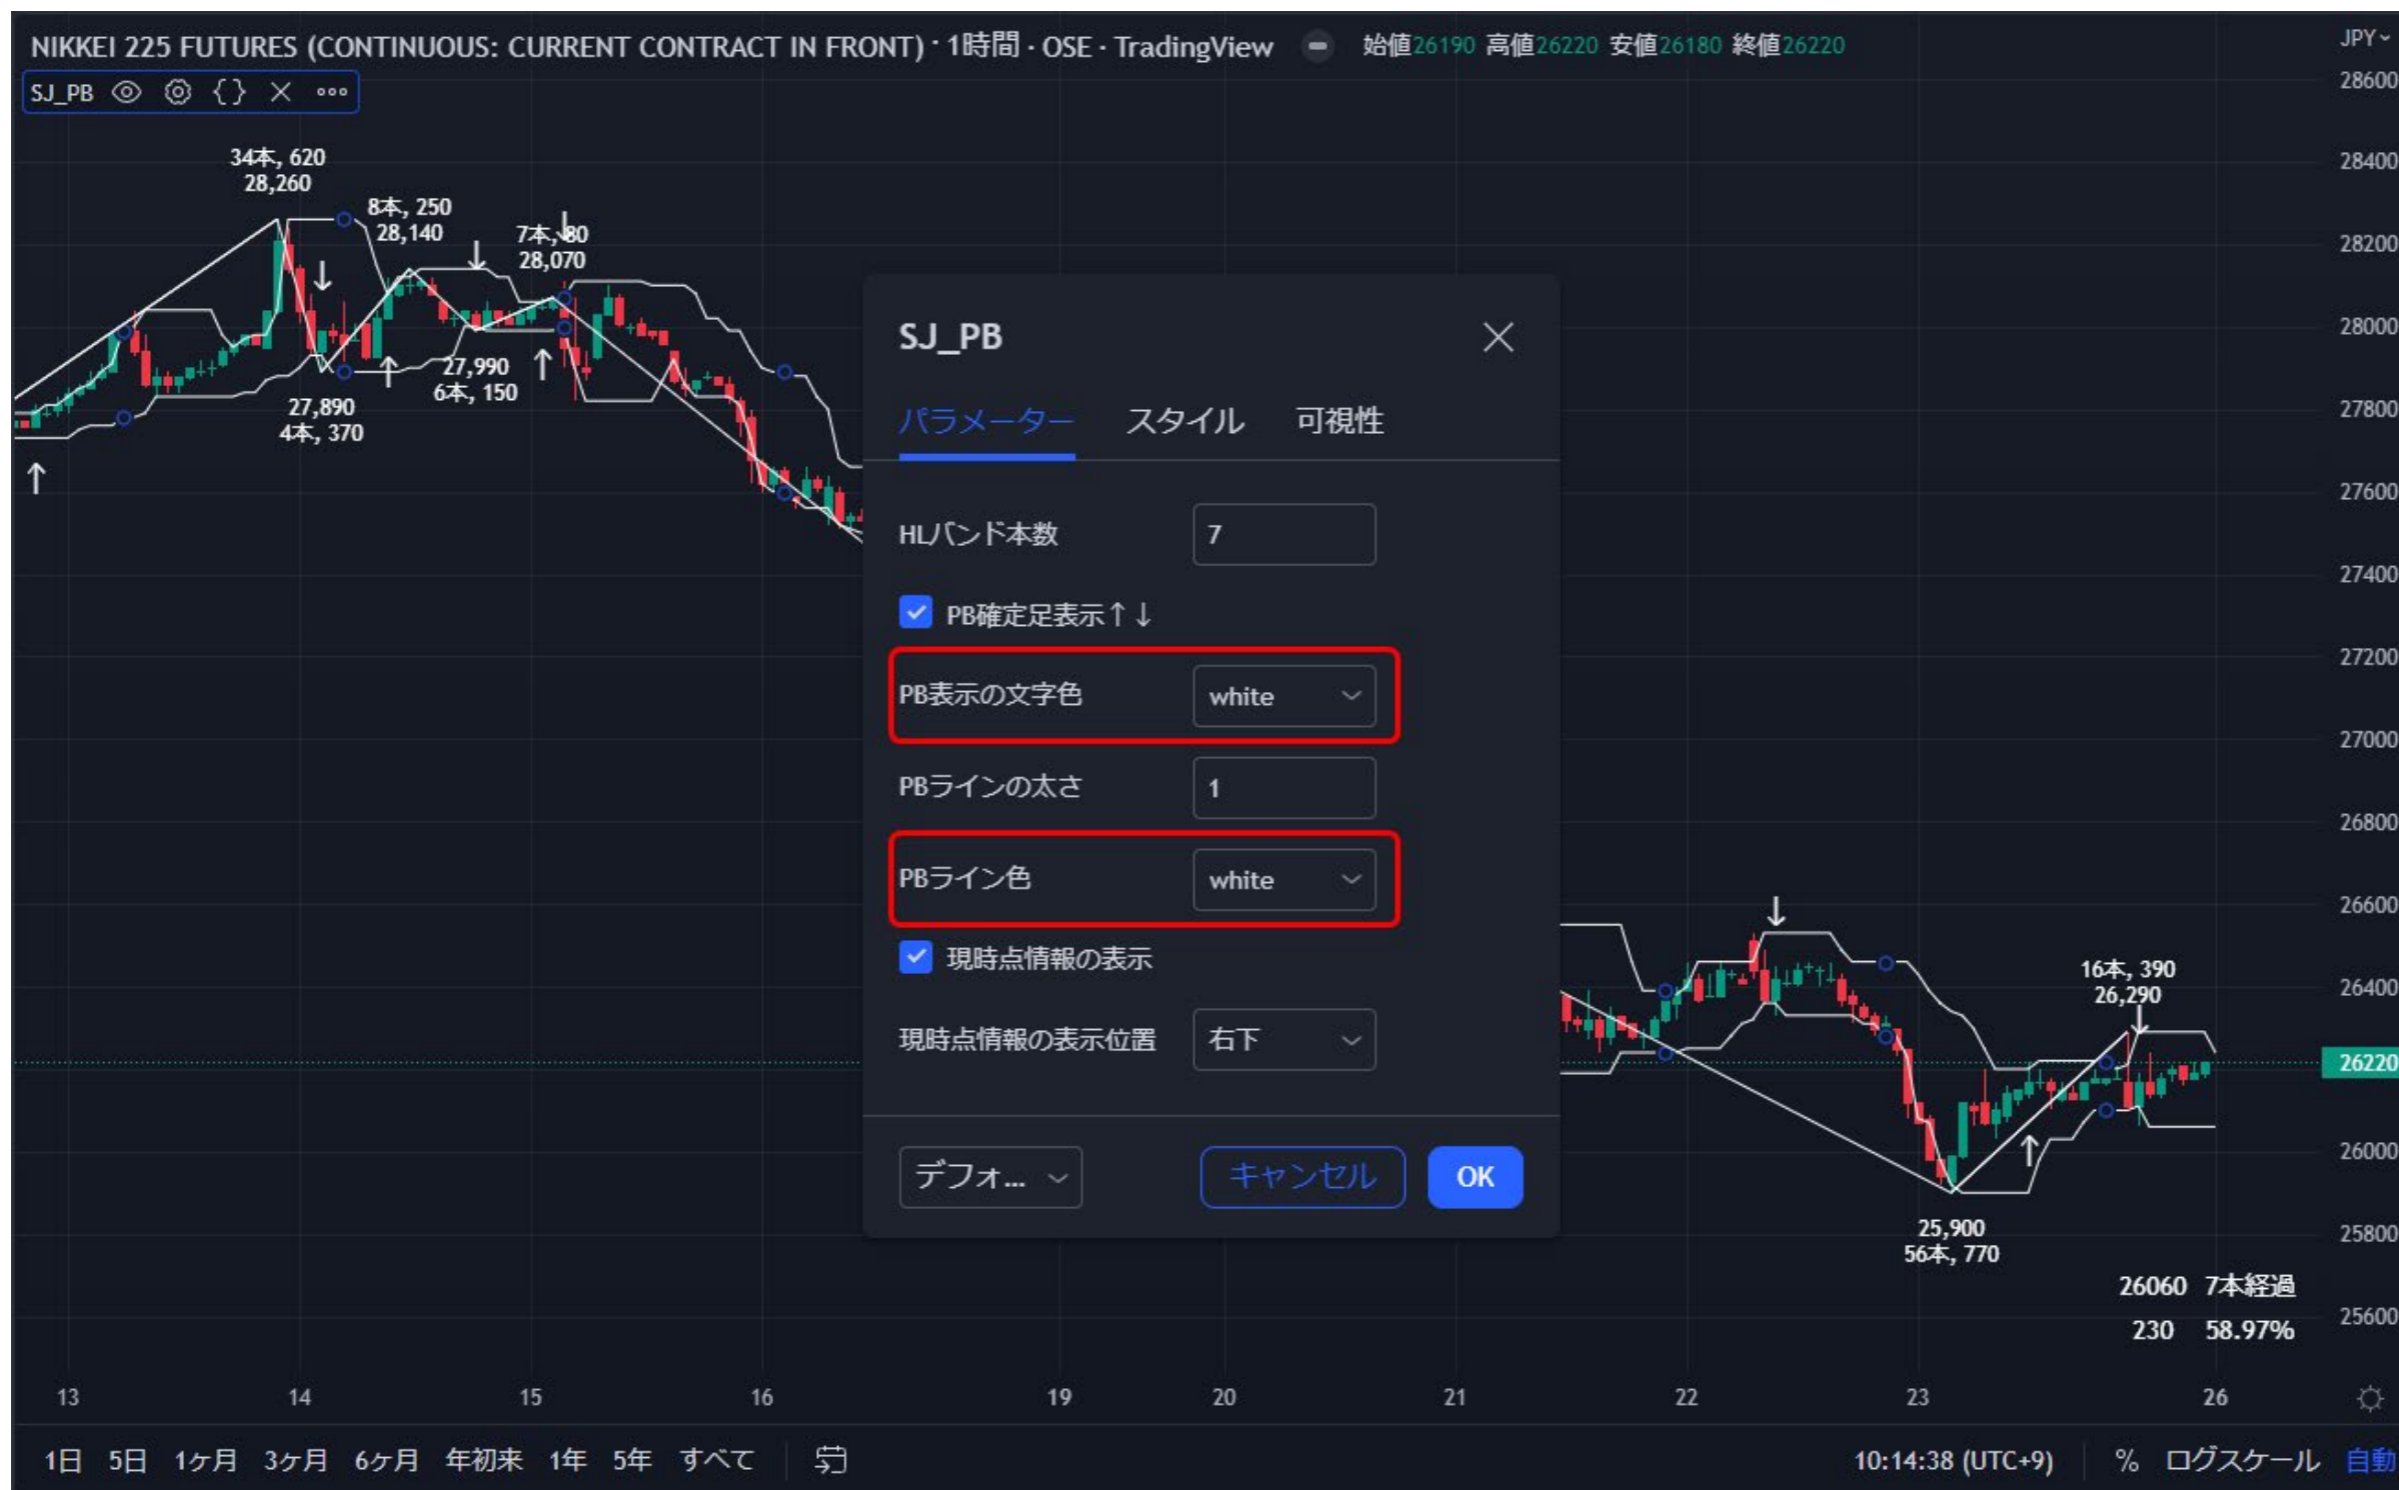 NIKKEI 225 FUTURES (CONTINUOUS: CURRENT CONTRACT IN FRONT) · 1時間 · OSE · TradingView 始値26190 高値26220 安値26180 終値26220
JPY
SJ_PB
28600
28400
28200
28000
27800
27600
27400
27200
27000
26800
26600
26400
26220
26000
25800
25600
34本, 620
28,260
8本, 250
28,140
7本, 80
28,070
27,990
6本, 150
27,890
4本, 370
SJ_PB
パラメーター スタイル 可視性
HLバンド本数 7
PB確定足表示↑↓
PB表示の文字色 white
PBラインの太さ 1
PBライン色 white
現時点情報の表示
現時点情報の表示位置 右下
デフォ... キャンセル OK
16本, 390
26,290
25,900
56本, 770
26060 7本経過
230 58.97%
13 14 15 16 19 20 21 22 23 26
1日 5日 1ヶ月 3ヶ月 6ヶ月 年初来 1年 5年 すべて 10:14:38 (UTC+9) % ログスケール 自動